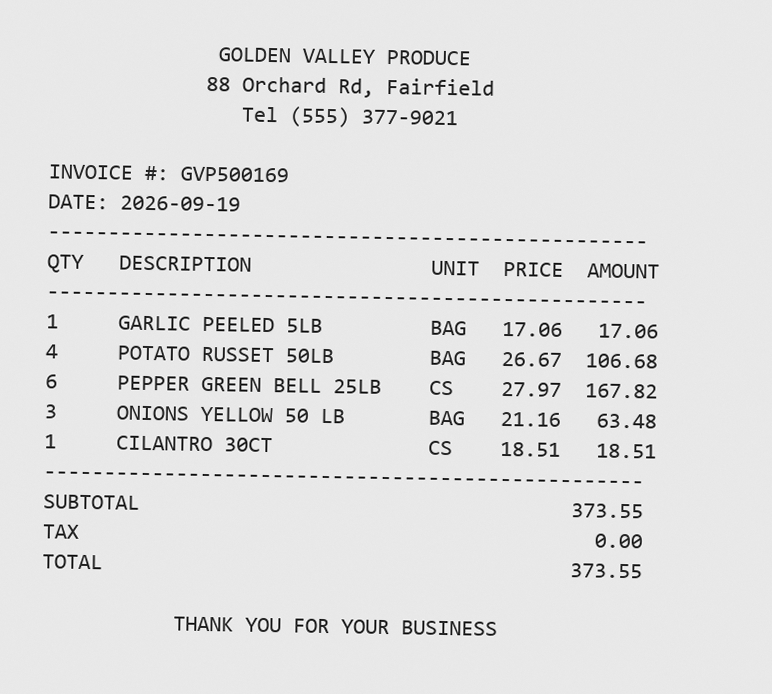 GOLDEN VALLEY PRODUCE
88 Orchard Rd, Fairfield
Tel (555) 377-9021
INVOICE #: GVP500169
DATE: 2026-09-19
--------------------------------------------------
QTY DESCRIPTION UNIT PRICE AMOUNT
--------------------------------------------------
1 GARLIC PEELED 5LB BAG 17.06 17.06
4 POTATO RUSSET 50LB BAG 26.67 106.68
6 PEPPER GREEN BELL 25LB CS 27.97 167.82
3 ONIONS YELLOW 50 LB BAG 21.16 63.48
1 CILANTRO 30CT CS 18.51 18.51
--------------------------------------------------
SUBTOTAL 373.55
TAX 0.00
TOTAL 373.55
THANK YOU FOR YOUR BUSINESS